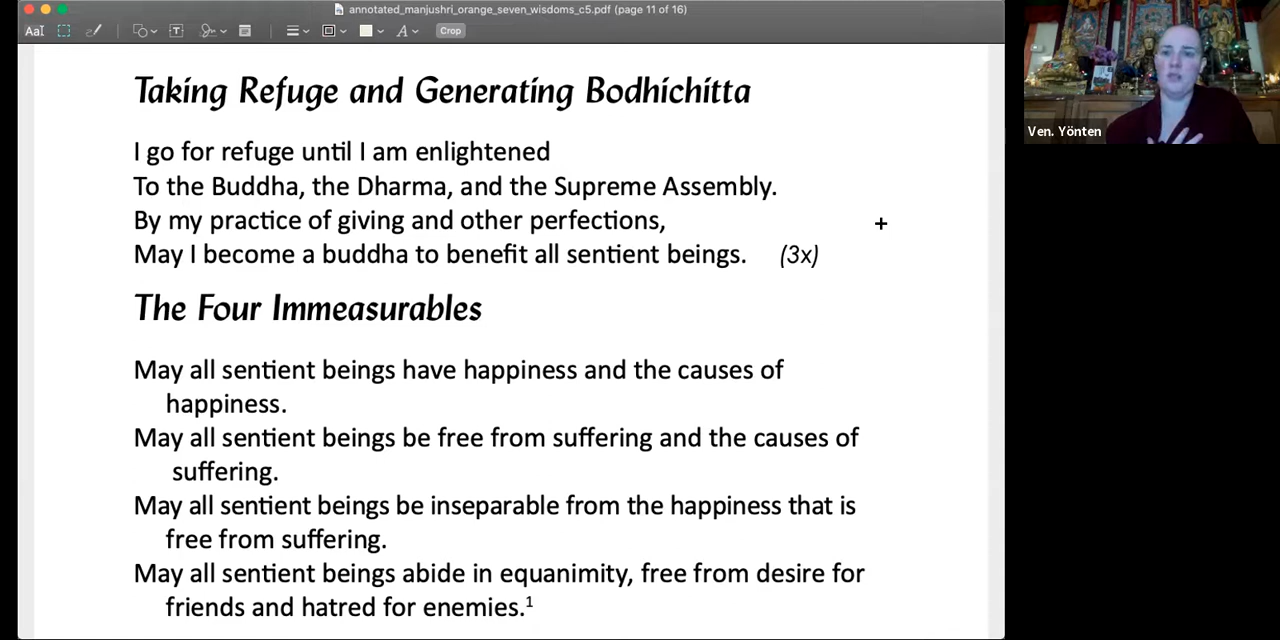 annotated_manjushri_orange_seven_wisdoms_c5.pdf (page 11 of 16)
Crop
Taking Refuge and Generating Bodhichitta
I go for refuge until I am enlightened
To the Buddha, the Dharma, and the Supreme Assembly.
By my practice of giving and other perfections,
May I become a buddha to benefit all sentient beings. (3x)
The Four Immeasurables
May all sentient beings have happiness and the causes of
happiness.
May all sentient beings be free from suffering and the causes of
suffering.
May all sentient beings be inseparable from the happiness that is
free from suffering.
May all sentient beings abide in equanimity, free from desire for
friends and hatred for enemies.¹
Ven. Yönten